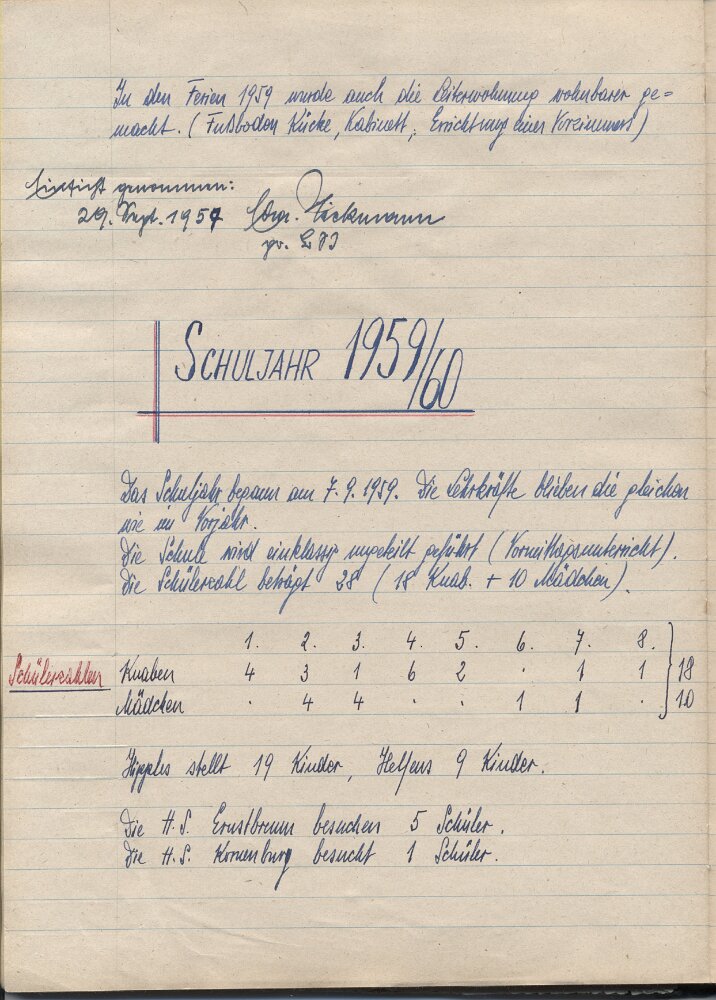 In den Ferien 1959 wurde auch die Leiterwohnung wohnbarer ge=
macht. (Fußboden Küche, Kabinett, Errichtung eines Vorzimmers)
Einsicht genommen:
29. Sept. 1959
prov. BSI
SCHULJAHR 1959/60
Das Schuljahr begann am 7.9.1959. Die Lehrkräfte blieben die gleichen
wie im Vorjahr.
Die Schule wird einklassig ungeteilt geführt (Vormittagsunterricht).
Die Schülerzahl beträgt 28 (18 Knab. + 10 Mädchen).
1. 2. 3. 4. 5. 6. 7. 8.
Schülerzahlen Knaben 4 3 1 6 2 . 1 1 } 18
Mädchen . 4 4 . . 1 1 . } 10
Hipples stellt 19 Kinder, Helfens 9 Kinder.
Die H.S. Ernstbrunn besuchen 5 Schüler.
Die H.S. Korneuburg besucht 1 Schüler.